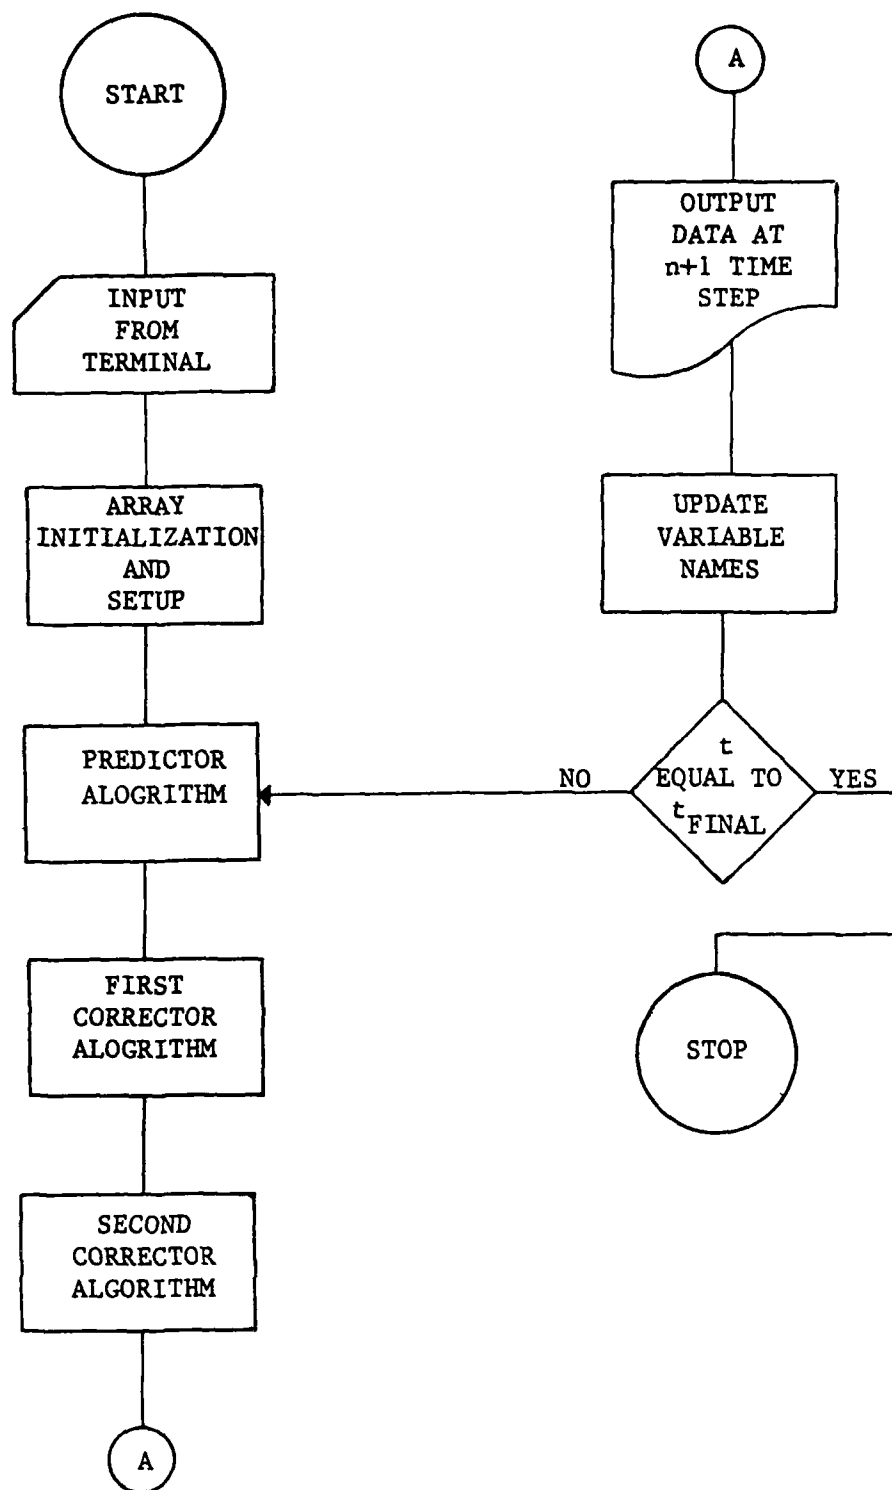 START
INPUT
FROM
TERMINAL
ARRAY
INITIALIZATION
AND
SETUP
PREDICTOR
ALOGRITHM
FIRST
CORRECTOR
ALOGRITHM
SECOND
CORRECTOR
ALGORITHM
A
A
OUTPUT
DATA AT
n+1 TIME
STEP
UPDATE
VARIABLE
NAMES
t
NO EQUAL TO YES
tFINAL
STOP